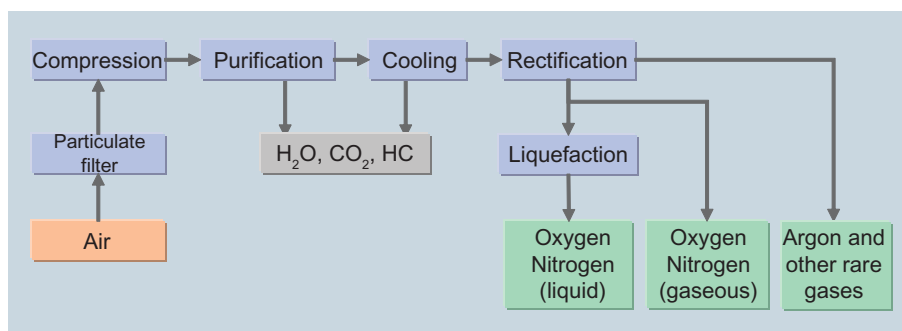 Compression
Purification
Cooling
Rectification
Particulate
filter
H₂O, CO₂, HC
Liquefaction
Air
Oxygen
Nitrogen
(liquid)
Oxygen
Nitrogen
(gaseous)
Argon and
other rare
gases